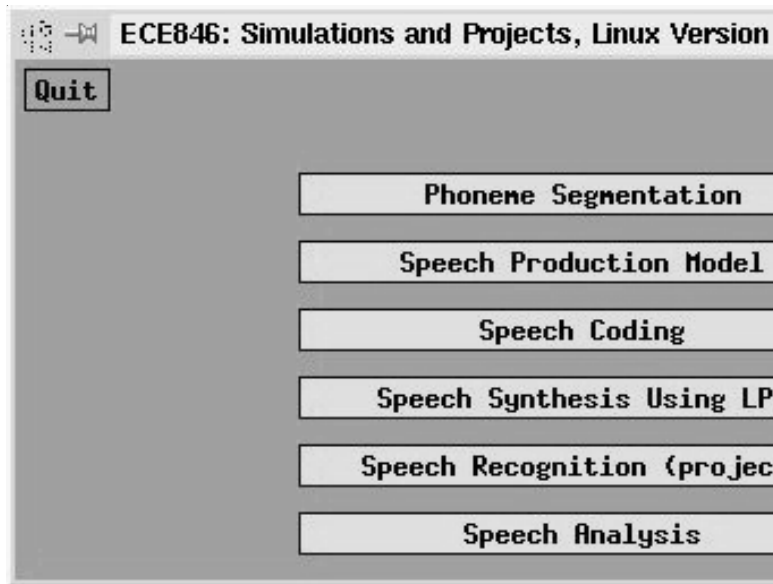 ECE846: Simulations and Projects, Linux Version
Quit
Phoneme Segmentation
Speech Production Model
Speech Coding
Speech Synthesis Using LP
Speech Recognition (projec
Speech Analysis